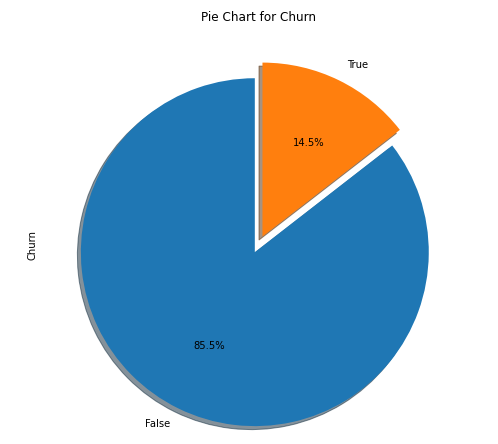 Pie Chart for Churn
True
14.5%
Churn
85.5%
False